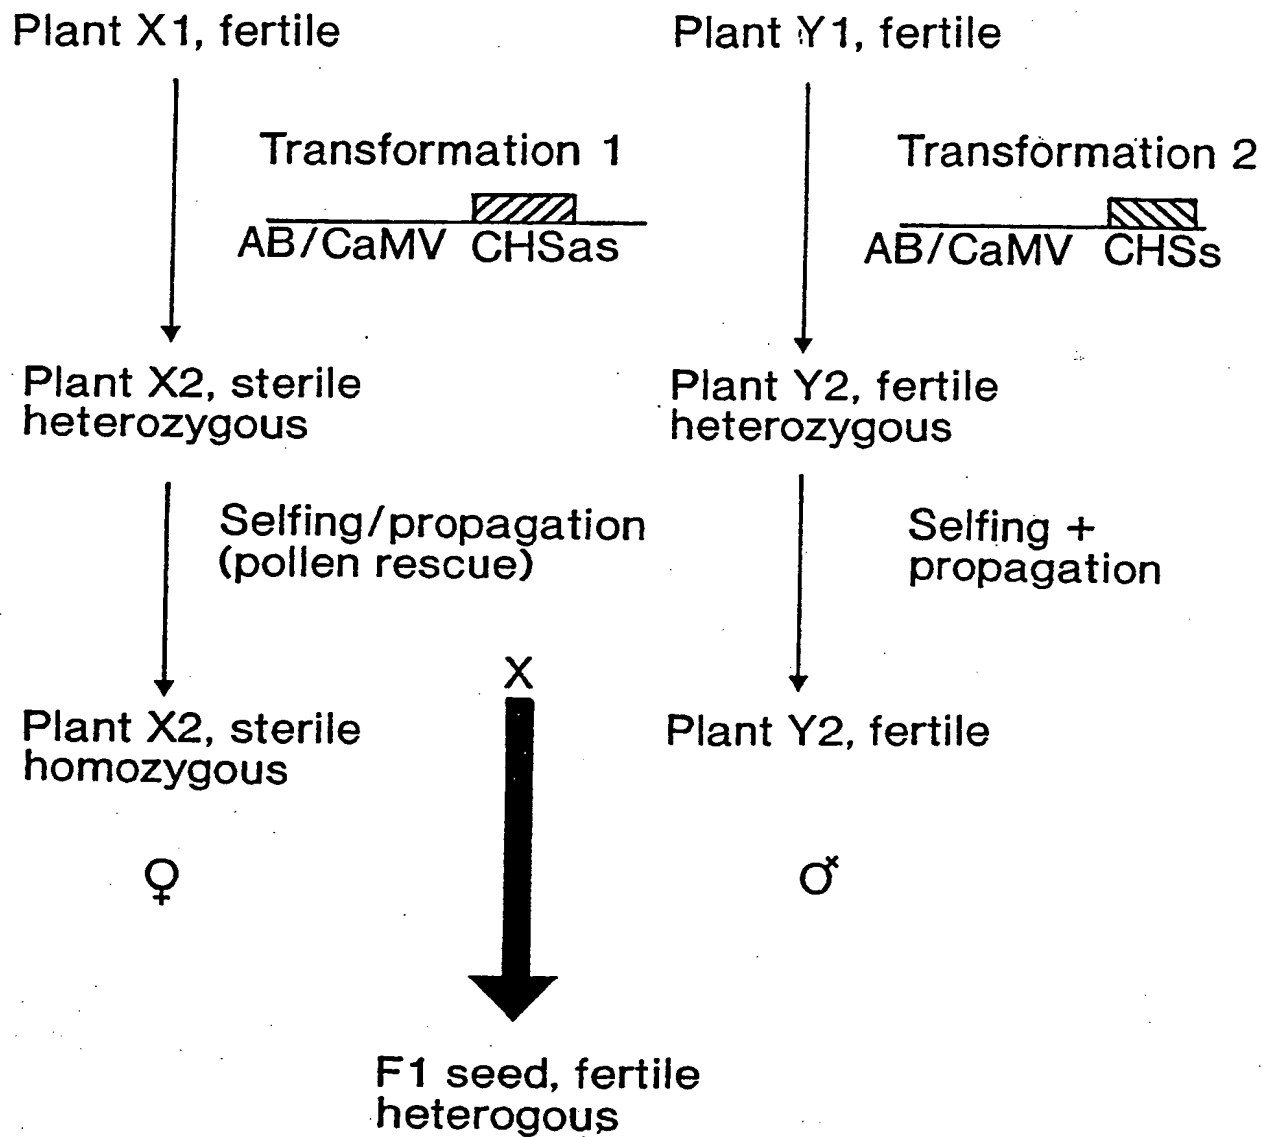 Plant X1, fertile
Plant Y1, fertile
Transformation 1
Transformation 2
AB/CaMV CHSas
AB/CaMV CHSs
Plant X2, sterile
heterozygous
Plant Y2, fertile
heterozygous
Selfing/propagation
(pollen rescue)
Selfing +
propagation
X
Plant X2, sterile
homozygous
Plant Y2, fertile
♀
♂
F1 seed, fertile
heterogous